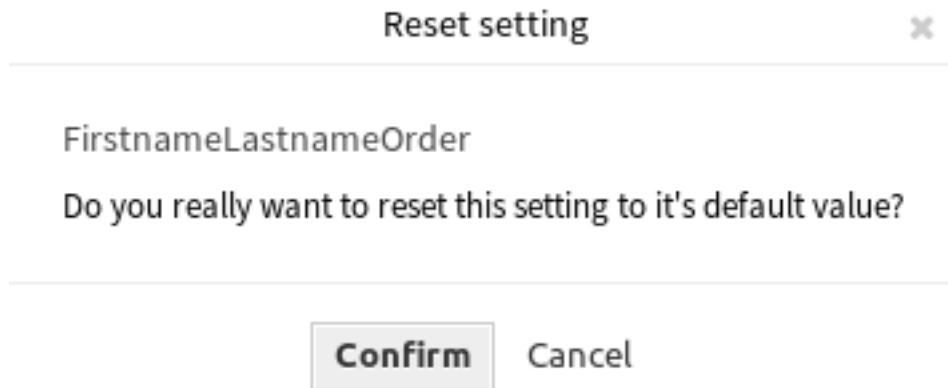 Reset setting
FirstnameLastnameOrder
Do you really want to reset this setting to it's default value?
Confirm Cancel